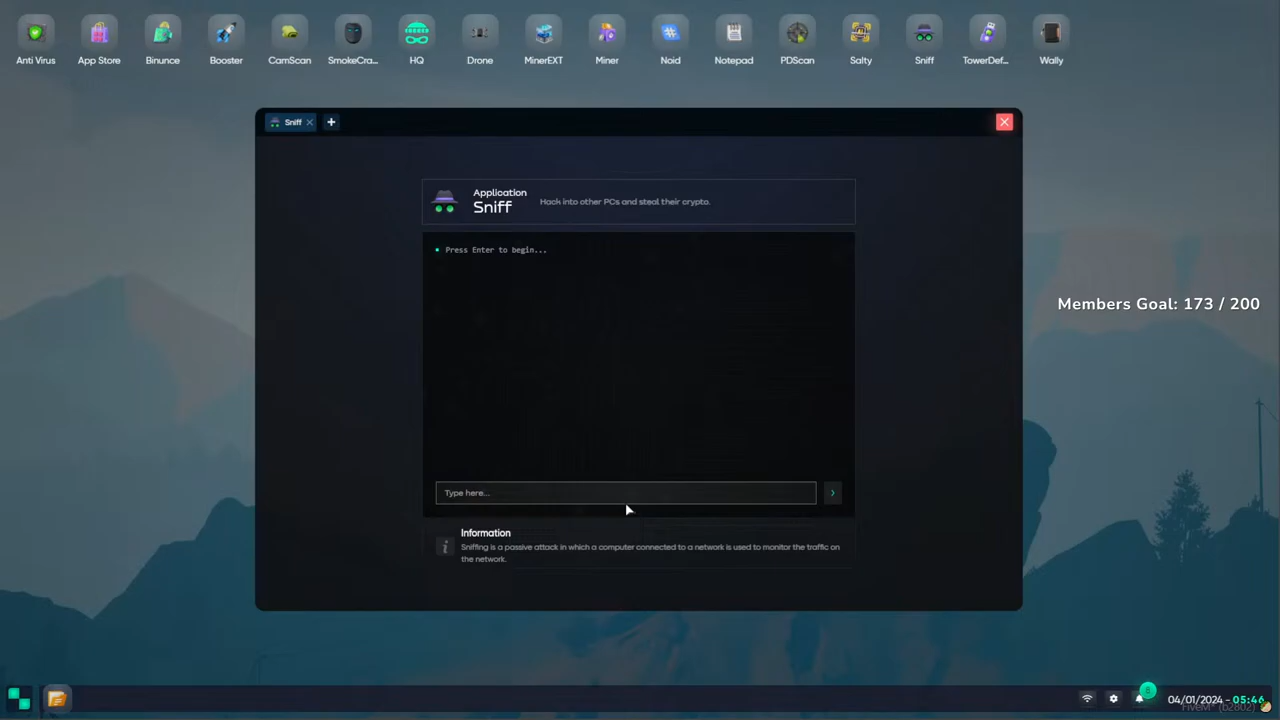 Anti Virus
App Store
Binunce
Booster
CamScan
SmokeCra...
HQ
Drone
MinerEXT
Miner
Noid
Notepad
PDScan
Salty
Sniff
TowerDef...
Wally
Sniff
Application
Sniff
Hack into other PCs and steal their crypto.
Press Enter to begin...
Members Goal: 173 / 200
Type here...
Information
Sniffing is a passive attack in which a computer connected to a network is used to monitor the traffic on
the network.
8
04/01/2024 - 05:46
FiveM® (b2802)